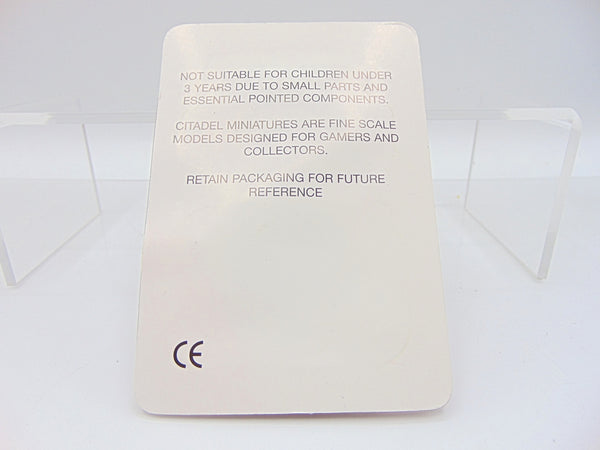 NOT SUITABLE FOR CHILDREN UNDER
3 YEARS DUE TO SMALL PARTS AND
ESSENTIAL POINTED COMPONENTS.
CITADEL MINIATURES ARE FINE SCALE
MODELS DESIGNED FOR GAMERS AND
COLLECTORS.
RETAIN PACKAGING FOR FUTURE
REFERENCE
CE